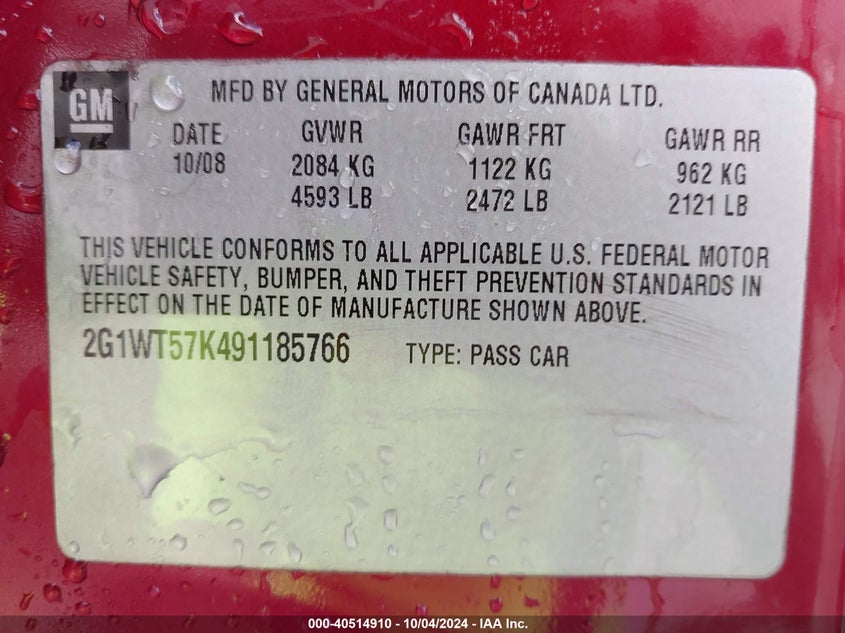 GM
MFD BY GENERAL MOTORS OF CANADA LTD.
DATE GVWR GAWR FRT GAWR RR
10/08 2084 KG 1122 KG 962 KG
4593 LB 2472 LB 2121 LB
THIS VEHICLE CONFORMS TO ALL APPLICABLE U.S. FEDERAL MOTOR
VEHICLE SAFETY, BUMPER, AND THEFT PREVENTION STANDARDS IN
EFFECT ON THE DATE OF MANUFACTURE SHOWN ABOVE.
2G1WT57K491185766 TYPE: PASS CAR
000-40514910 - 10/04/2024 - IAA Inc.